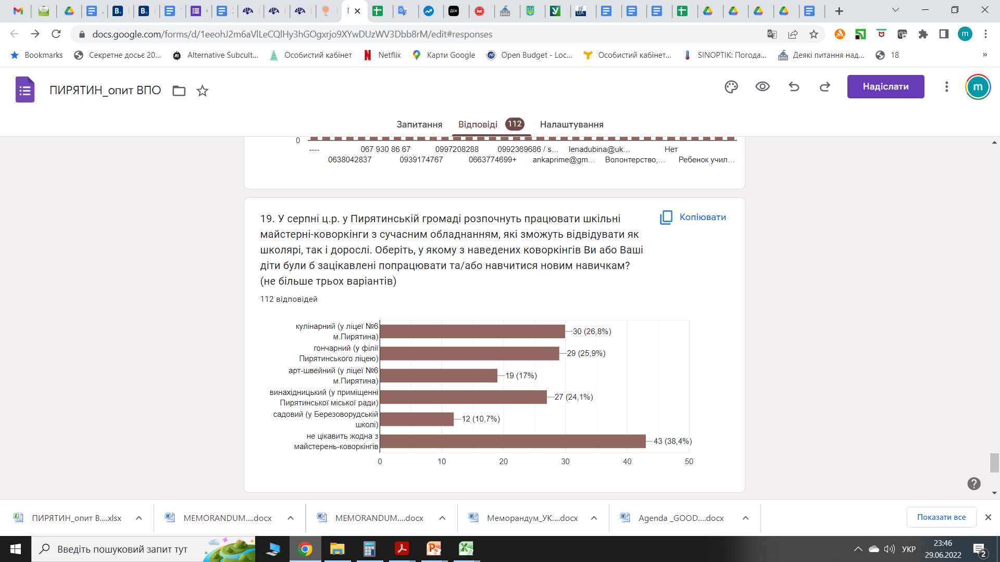 docs.google.com/forms/d/1eeohJ2m6aVlLeCQlHy3hGOgxrjo9XYwDUzWV3Dbb8rM/edit#responses
Bookmarks Секретне досьє 20... Alternative Subcult... Особистий кабінет Netflix Карти Google Open Budget - Loc... Особистий кабінет... SINOPTIK: Погода... Деякі питання над... 18 »
ПИРЯТИН_опит ВПО
Надіслати
m
Запитання Відповіді 112 Налаштування
0
---- 067 930 86 67 0997208288 0992369686 / s... lenadubina@uk... Нет
0638042837 0939174767 0663774699+ ankaprime@gm... Волонтерство,... Ребенок учил...
19. У серпні ц.р. у Пирятинській громаді розпочнуть працювати шкільні
майстерні-коворкінги з сучасним обладнанням, які зможуть відвідувати як
школярі, так і дорослі. Оберіть, у якому з наведених коворкінгів Ви або Ваші
діти були б зацікавлені попрацювати та/або навчитися новим навичкам?
(не більше трьох варіантів)
Копіювати
112 відповідей
кулінарний (у ліцеї №6
м.Пирятина)
30 (26,8%)
гончарний (у філії
Пирятинського ліцею)
29 (25,9%)
арт-швейний (у ліцеї №6
м.Пирятина)
19 (17%)
винахідницький (у приміщенні
Пирятинської міської ради)
27 (24,1%)
садовий (у Березоворудській
школі)
12 (10,7%)
не цікавить жодна з
майстерень-коворкінгів
43 (38,4%)
0 10 20 30 40 50
ПИРЯТИН_опит В....xlsx MEMORANDUM....docx MEMORANDUM....docx Меморандум_УК....docx Agenda _GOOD....docx Показати все
Введіть пошуковий запит тут
УКР
23:46
29.06.2022
2